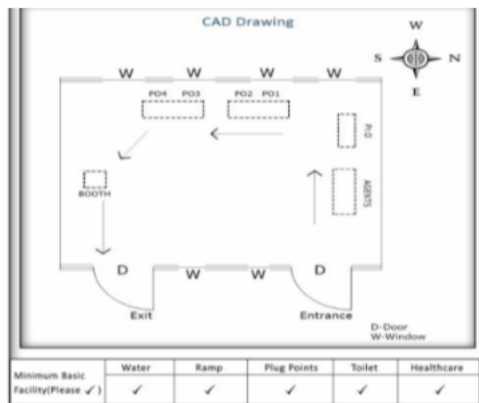 CAD Drawing
W
S N
E
W W W W
PO4 PO3 PO2 PO1
P.O
AGENTS
BOOTH
D W W D
Exit Entrance
D-Door
W-Window
Minimum Basic Facility(Please ✓) Water Ramp Plug Points Toilet Healthcare
✓ ✓ ✓ ✓ ✓